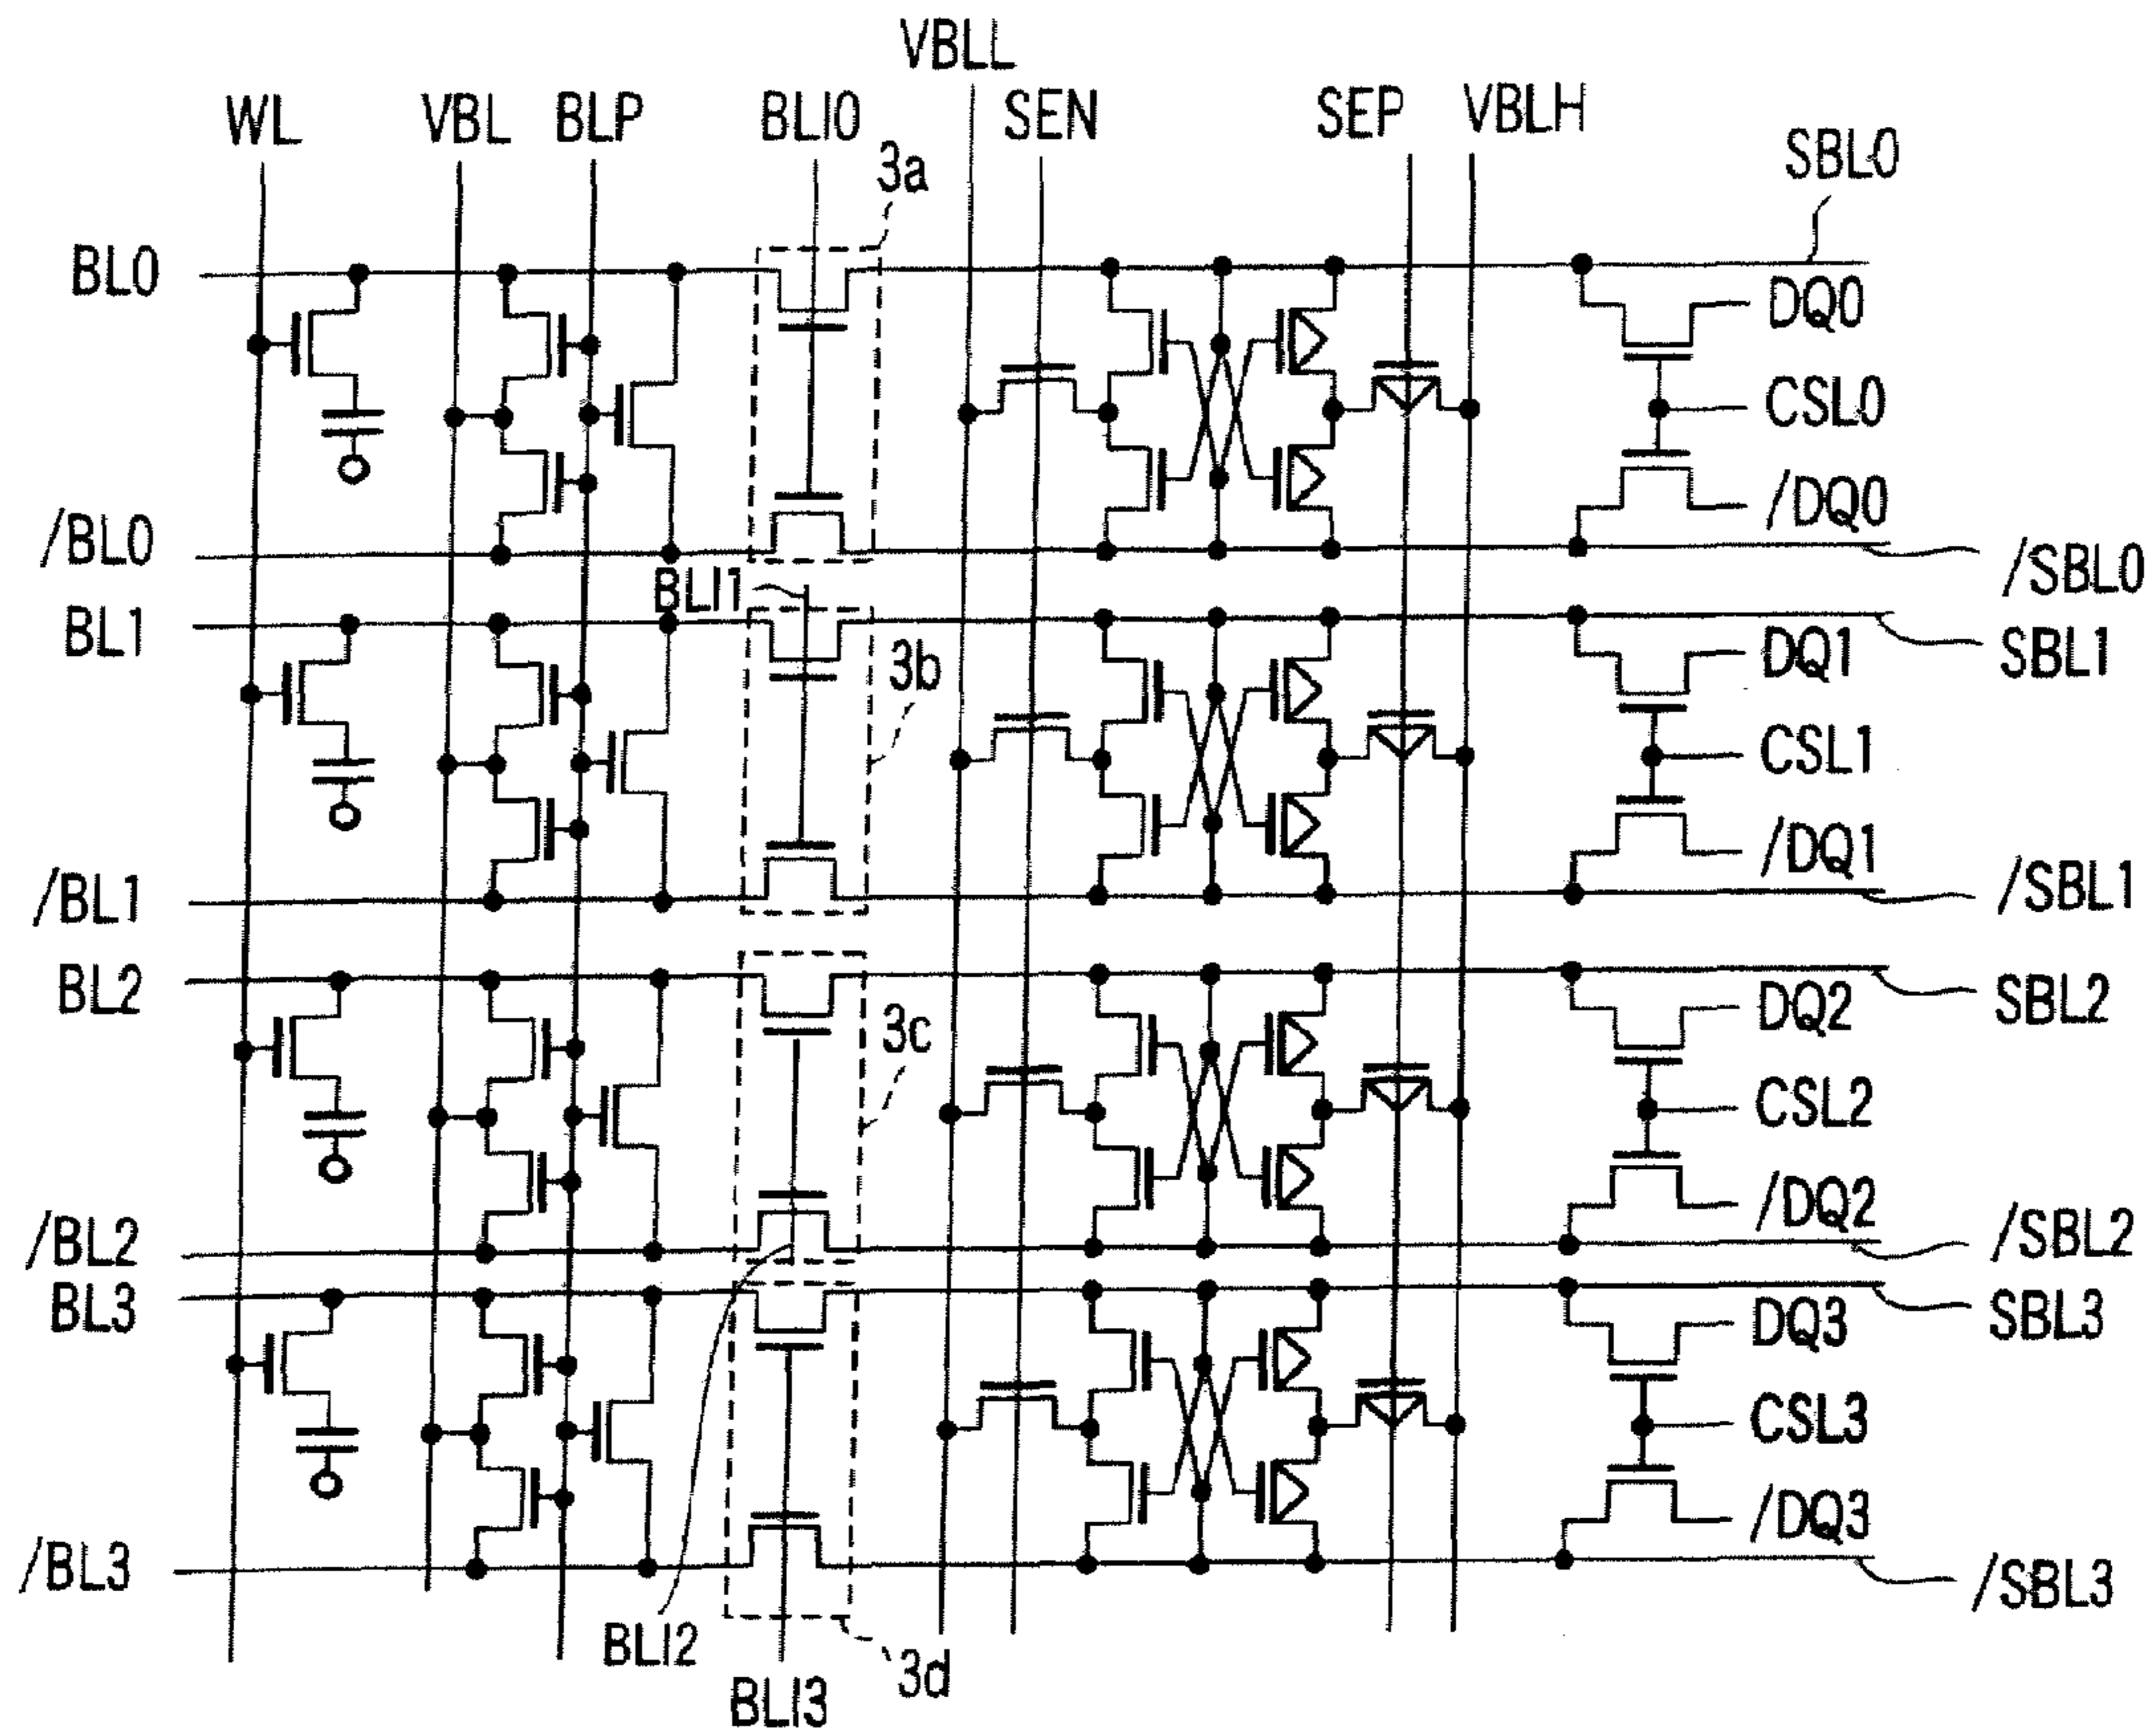 VBLL
WL VBL BLP BLI0 SEN SEP VBLH
SBL0
3a
BL0
DQ0
CSL0
/DQ0
/BL0
/SBL0
BLI1
BL1
SBL1
DQ1
3b
CSL1
/DQ1
/BL1
/SBL1
BL2
SBL2
DQ2
3c
CSL2
/DQ2
/BL2
/SBL2
BL3
SBL3
DQ3
CSL3
/DQ3
/BL3
/SBL3
BLI2
3d
BLI3